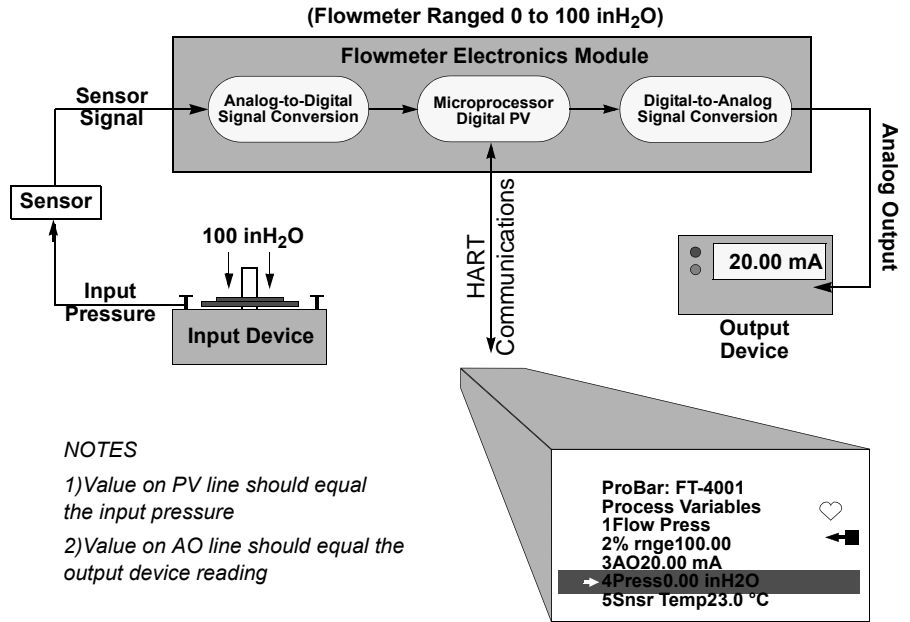 (Flowmeter Ranged 0 to 100 inH2O)
Flowmeter Electronics Module
Sensor
Signal
Analog-to-Digital
Signal Conversion
Microprocessor
Digital PV
Digital-to-Analog
Signal Conversion
Analog Output
Sensor
100 inH2O
HART
Communications
20.00 mA
Input
Pressure
Input Device
Output
Device
NOTES
1)Value on PV line should equal
the input pressure
2)Value on AO line should equal the
output device reading
ProBar: FT-4001
Process Variables
1Flow Press
2% rnge100.00
3AO20.00 mA
4Press0.00 inH2O
5Snsr Temp23.0 °C